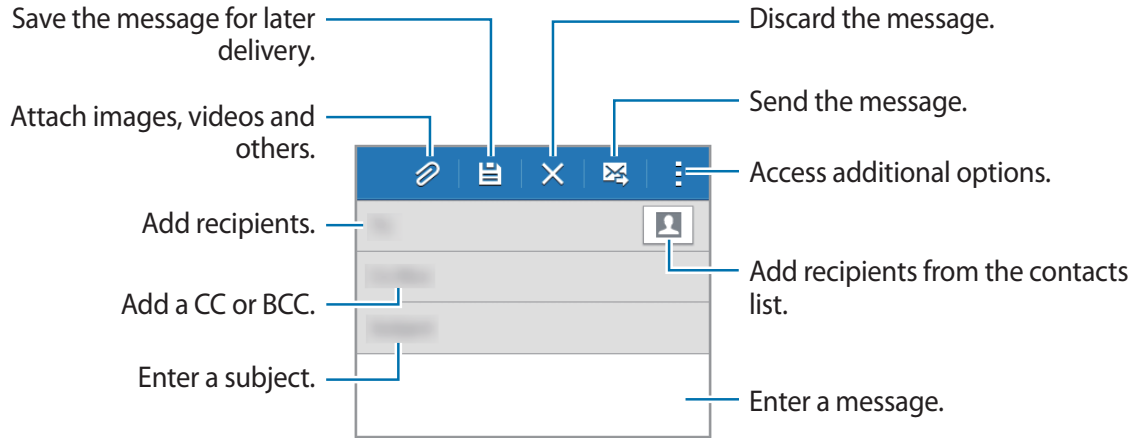 Save the message for later
delivery.
Attach images, videos and
others.
Add recipients.
Add a CC or BCC.
Enter a subject.
Discard the message.
Send the message.
Access additional options.
Add recipients from the contacts
list.
Enter a message.